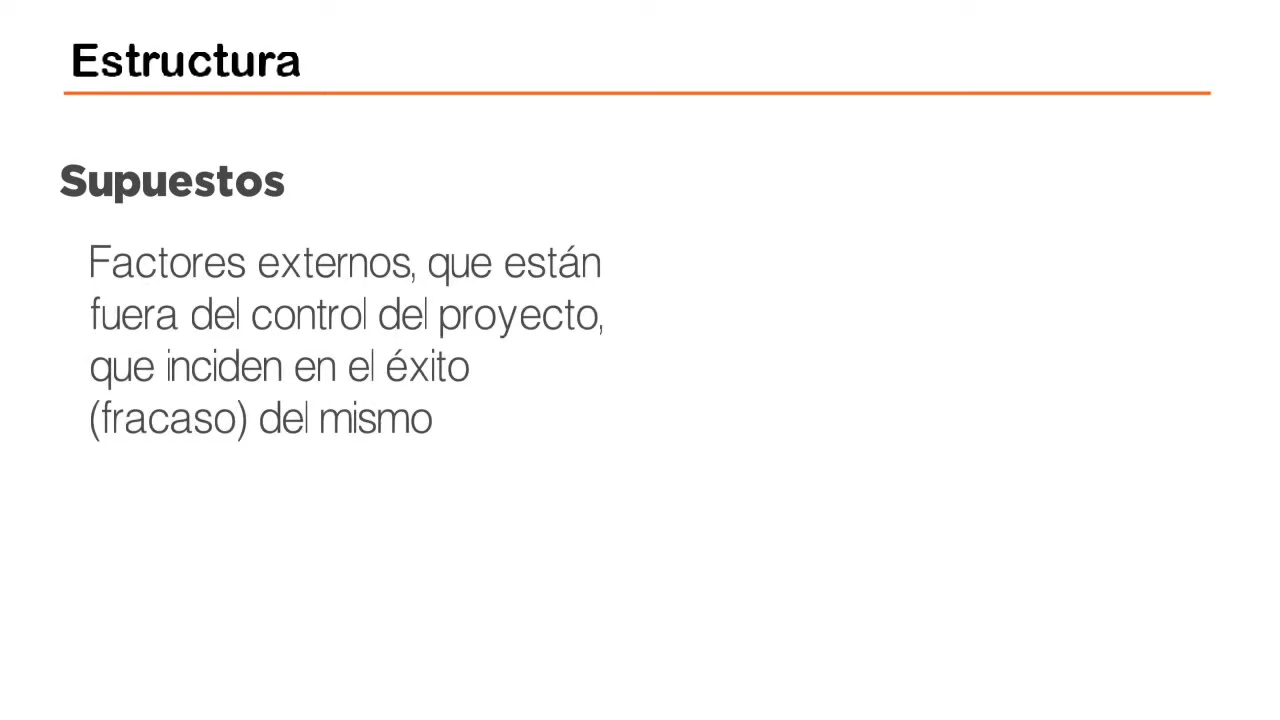 Estructura
Supuestos
Factores externos, que están
fuera del control del proyecto,
que inciden en el éxito
(fracaso) del mismo